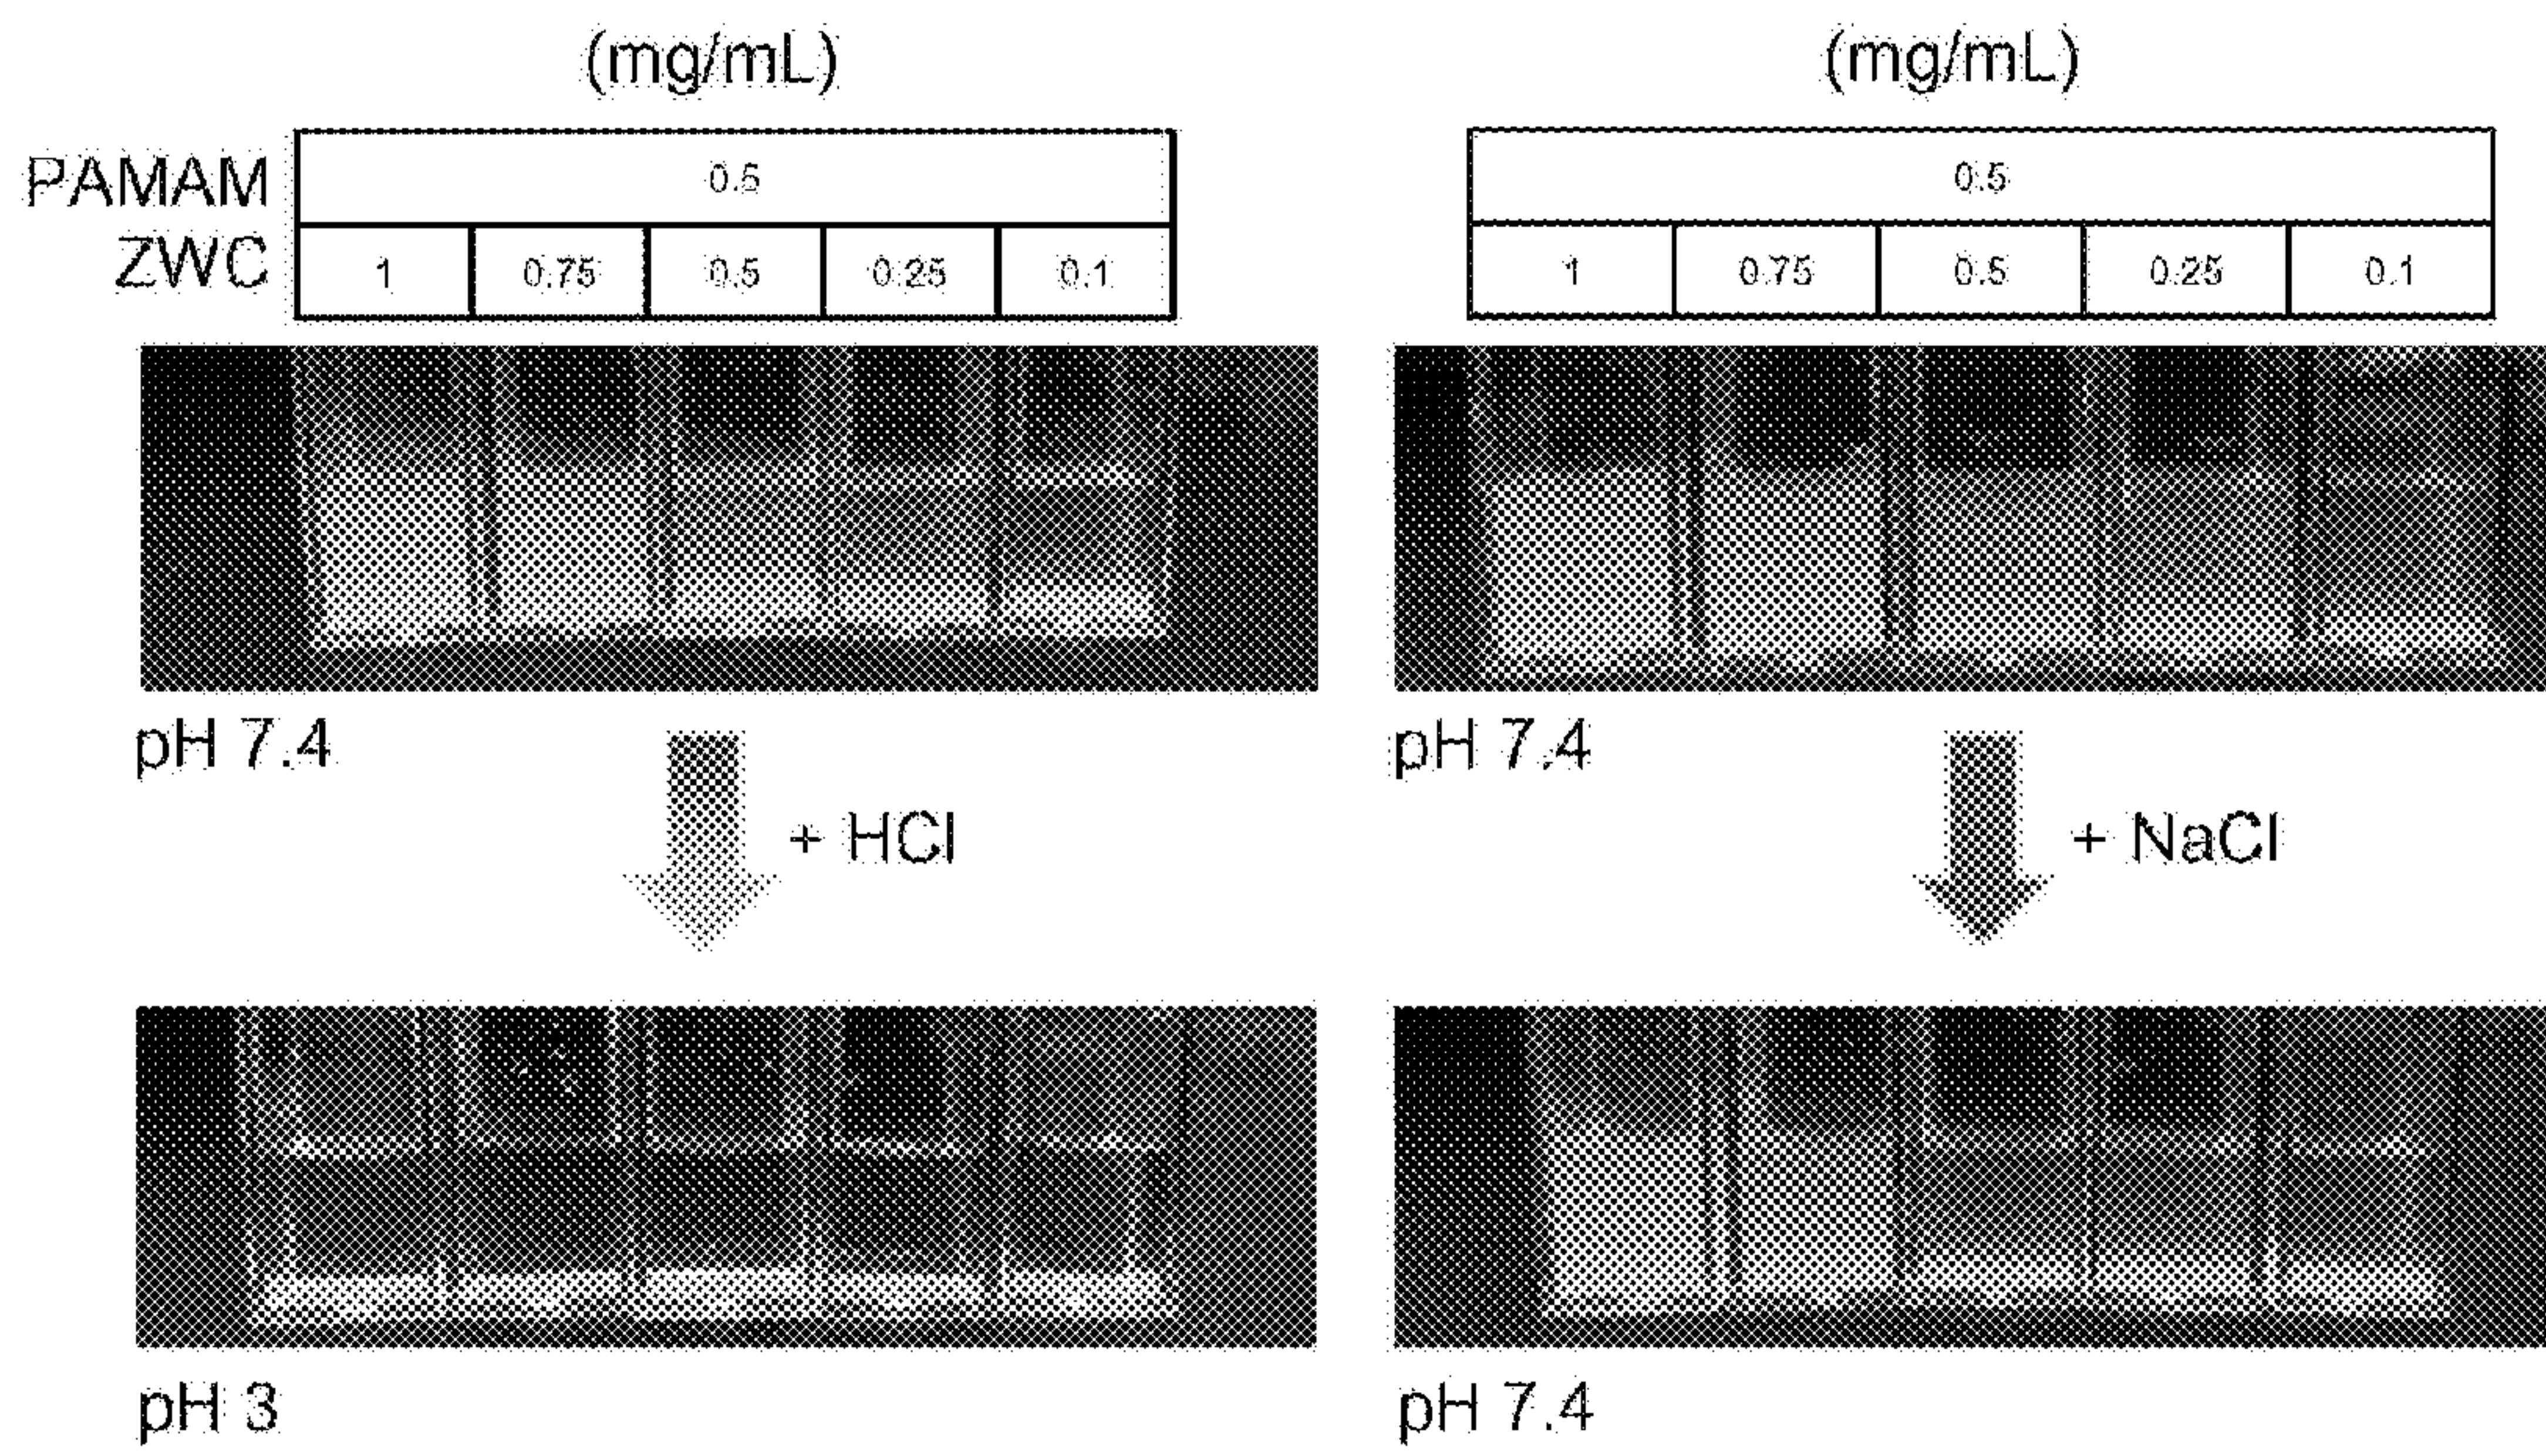 (mg/mL) (mg/mL)
PAMAM 0.5 0.5
ZWC 1 0.75 0.5 0.25 0.1 1 0.75 0.5 0.25 0.1
pH 7.4 pH 7.4
+ HCl + NaCl
pH 3 pH 7.4